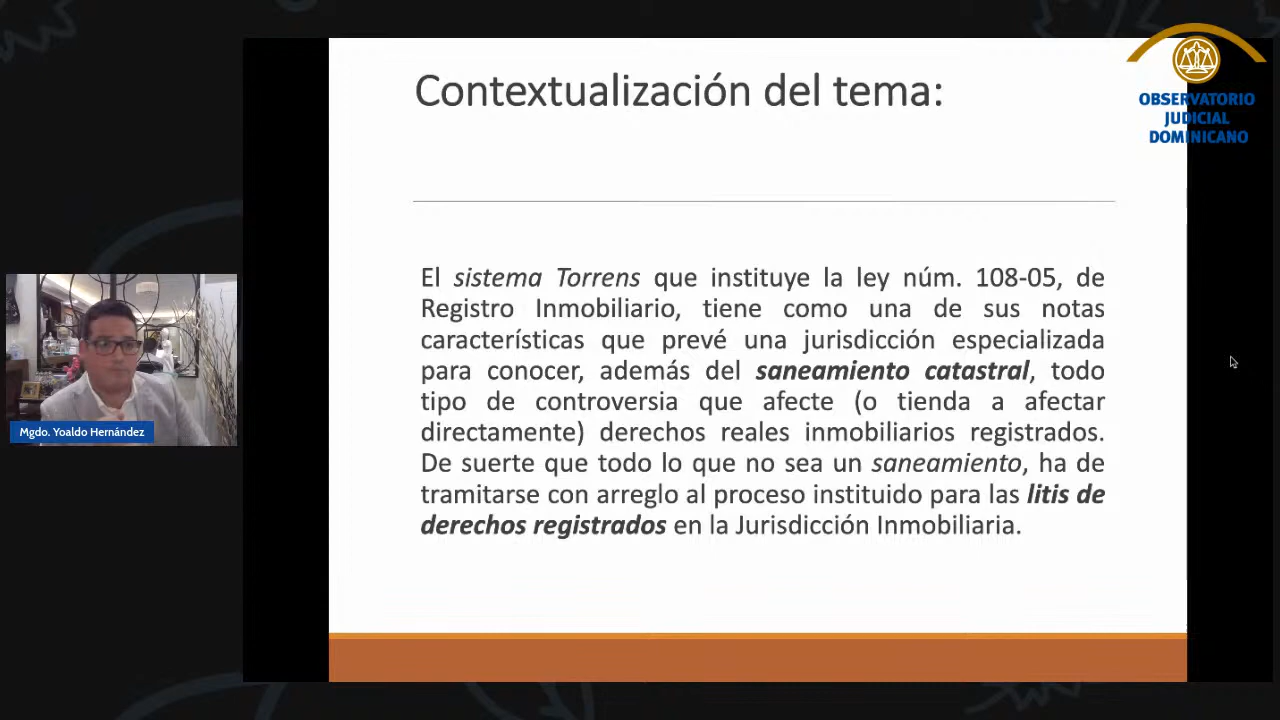 Contextualización del tema:
OBSERVATORIO
JUDICIAL
DOMINICANO
El sistema Torrens que instituye la ley núm. 108-05, de
Registro Inmobiliario, tiene como una de sus notas
características que prevé una jurisdicción especializada
para conocer, además del saneamiento catastral, todo
tipo de controversia que afecte (o tienda a afectar
directamente) derechos reales inmobiliarios registrados.
De suerte que todo lo que no sea un saneamiento, ha de
tramitarse con arreglo al proceso instituido para las litis de
derechos registrados en la Jurisdicción Inmobiliaria.
Mgdo. Yoaldo Hernández